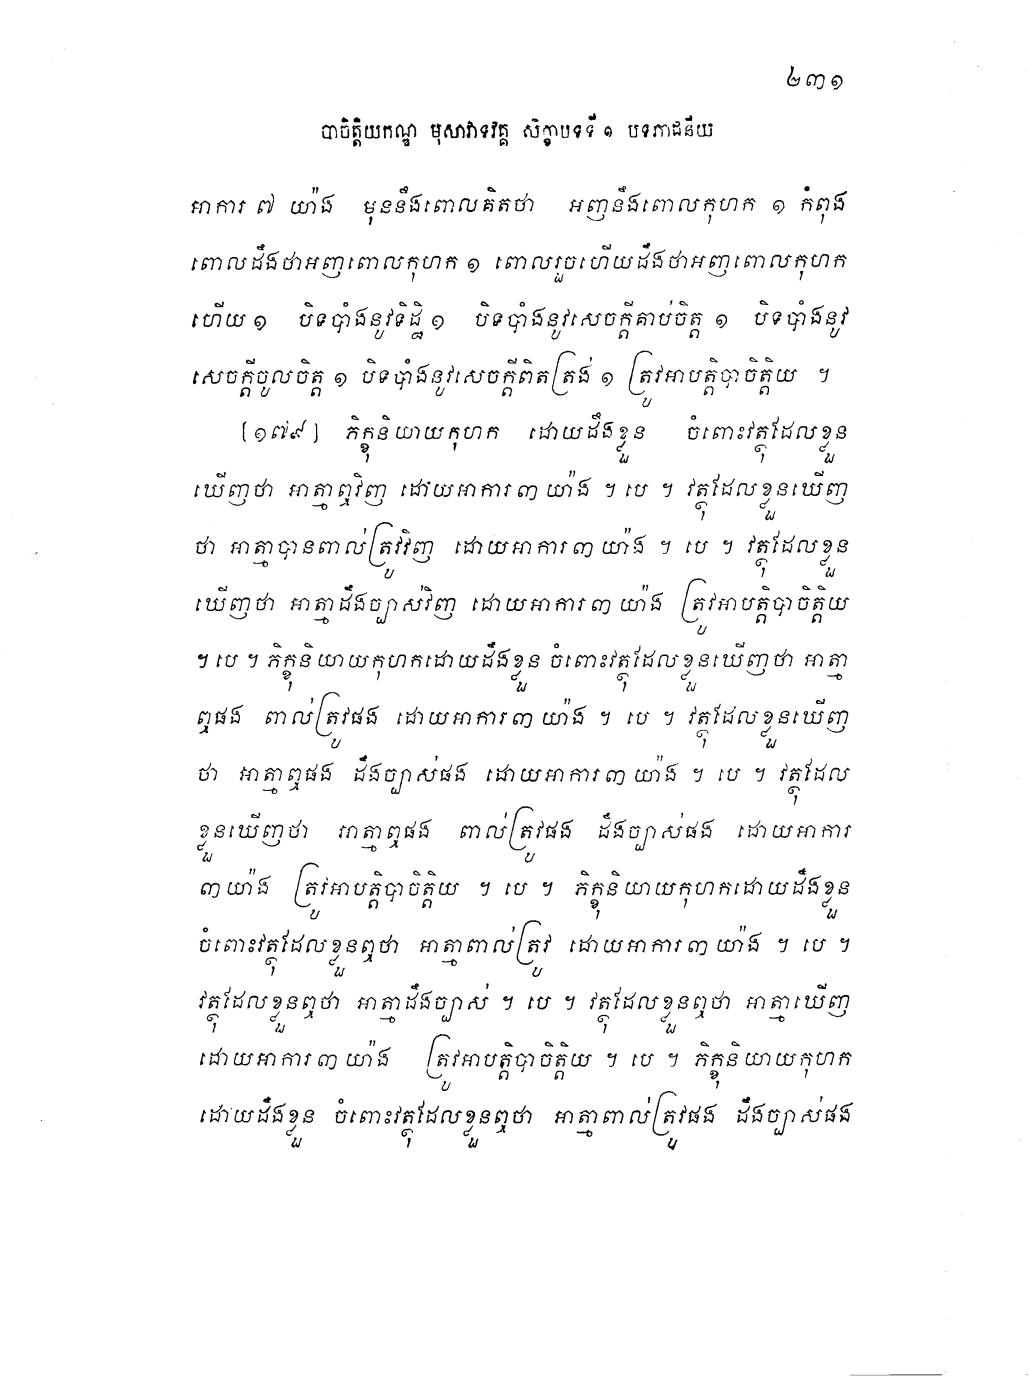 ២៣១
បាចិត្តិយកណ្ឌ មុសាវាទវគ្គ សិក្ខាបទទី ១ បទភាជនីយ
អាការ ៧ យ៉ាង មុននឹងពោលគិតថា អញនឹងពោលកុហក ១ កំពុង
ពោលដឹងថាអញពោលកុហក ១ ពោលរួចហើយដឹងថាអញពោលកុហក
ហើយ ១ បិទបាំងនូវទិដ្ឋិ ១ បិទបាំងនូវសេចក្តីគាប់ចិត្ត ១ បិទបាំងនូវ
សេចក្តីចូលចិត្ត ១ បិទបាំងនូវសេចក្តីពិតត្រង់ ១ ត្រូវអាបត្តិបាចិត្តិយ ។
[១៧៩] ភិក្ខុនិយាយកុហក ដោយដឹងខ្លួន ចំពោះវត្ថុដែលខ្លួន
ឃើញថា អាត្មាឮវិញ ដោយអាការ៣យ៉ាង ។ បេ ។ វត្ថុដែលខ្លួនឃើញ
ថា អាត្មាបានពាល់ត្រូវវិញ ដោយអាការ៣យ៉ាង ។ បេ ។ វត្ថុដែលខ្លួន
ឃើញថា អាត្មាដឹងច្បាស់វិញ ដោយអាការ៣យ៉ាង ត្រូវអាបត្តិបាចិត្តិយ
។ បេ ។ ភិក្ខុនិយាយកុហកដោយដឹងខ្លួន ចំពោះវត្ថុដែលខ្លួនឃើញថា អាត្មា
ឮផង ពាល់ត្រូវផង ដោយអាការ៣យ៉ាង ។ បេ ។ វត្ថុដែលខ្លួនឃើញ
ថា អាត្មាឮផង ដឹងច្បាស់ផង ដោយអាការ៣យ៉ាង ។ បេ ។ វត្ថុដែល
ខ្លួនឃើញថា អាត្មាឮផង ពាល់ត្រូវផង ដឹងច្បាស់ផង ដោយអាការ
៣យ៉ាង ត្រូវអាបត្តិបាចិត្តិយ ។ បេ ។ ភិក្ខុនិយាយកុហកដោយដឹងខ្លួន
ចំពោះវត្ថុដែលខ្លួនឮថា អាត្មាពាល់ត្រូវ ដោយអាការ៣យ៉ាង ។ បេ ។
វត្ថុដែលខ្លួនឮថា អាត្មាដឹងច្បាស់ ។ បេ ។ វត្ថុដែលខ្លួនឮថា អាត្មាឃើញ
ដោយអាការ៣យ៉ាង ត្រូវអាបត្តិបាចិត្តិយ ។ បេ ។ ភិក្ខុនិយាយកុហក
ដោយដឹងខ្លួន ចំពោះវត្ថុដែលខ្លួនឮថា អាត្មាពាល់ត្រូវផង ដឹងច្បាស់ផង